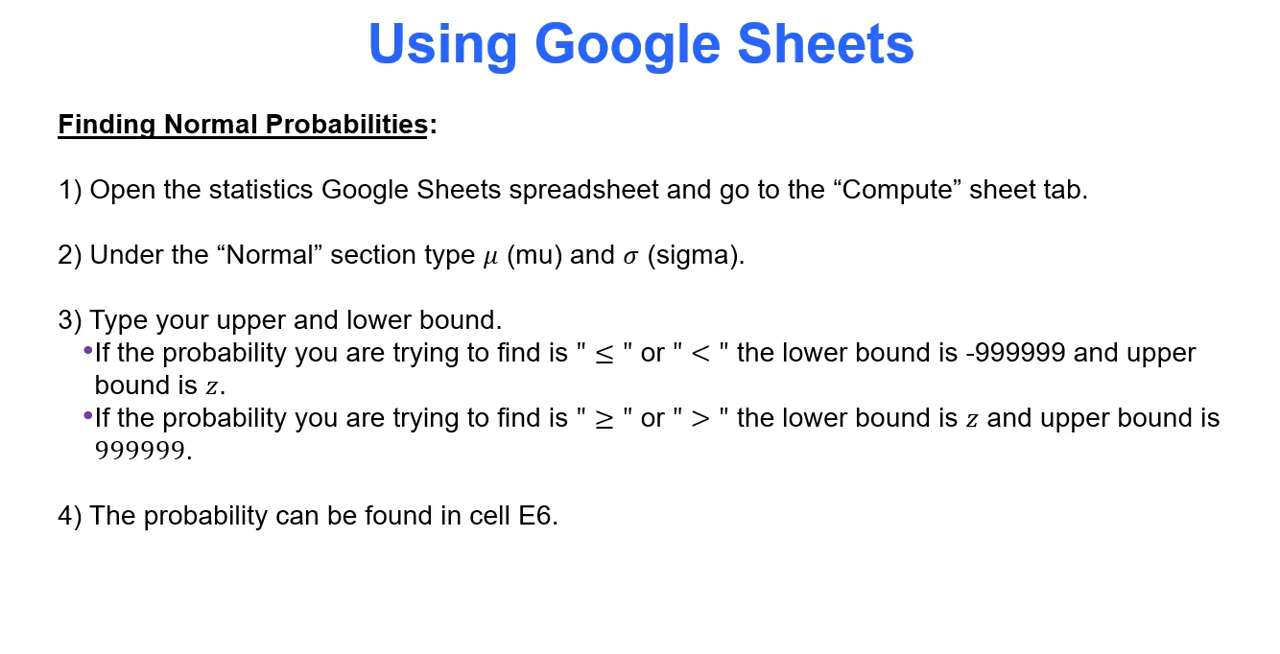 Using Google Sheets
Finding Normal Probabilities:
1) Open the statistics Google Sheets spreadsheet and go to the “Compute” sheet tab.
2) Under the “Normal” section type μ (mu) and σ (sigma).
3) Type your upper and lower bound.
•If the probability you are trying to find is " ≤ " or " < " the lower bound is -999999 and upper
bound is z.
•If the probability you are trying to find is " ≥ " or " > " the lower bound is z and upper bound is
999999.
4) The probability can be found in cell E6.